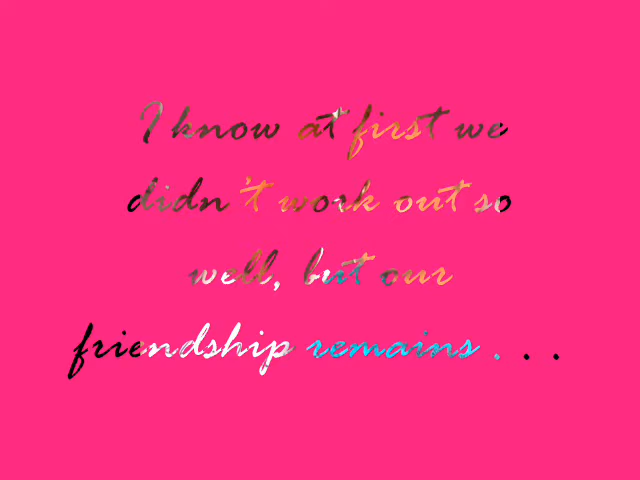 I know at first we
didn't work out so
well, but our
friendship remains . . .